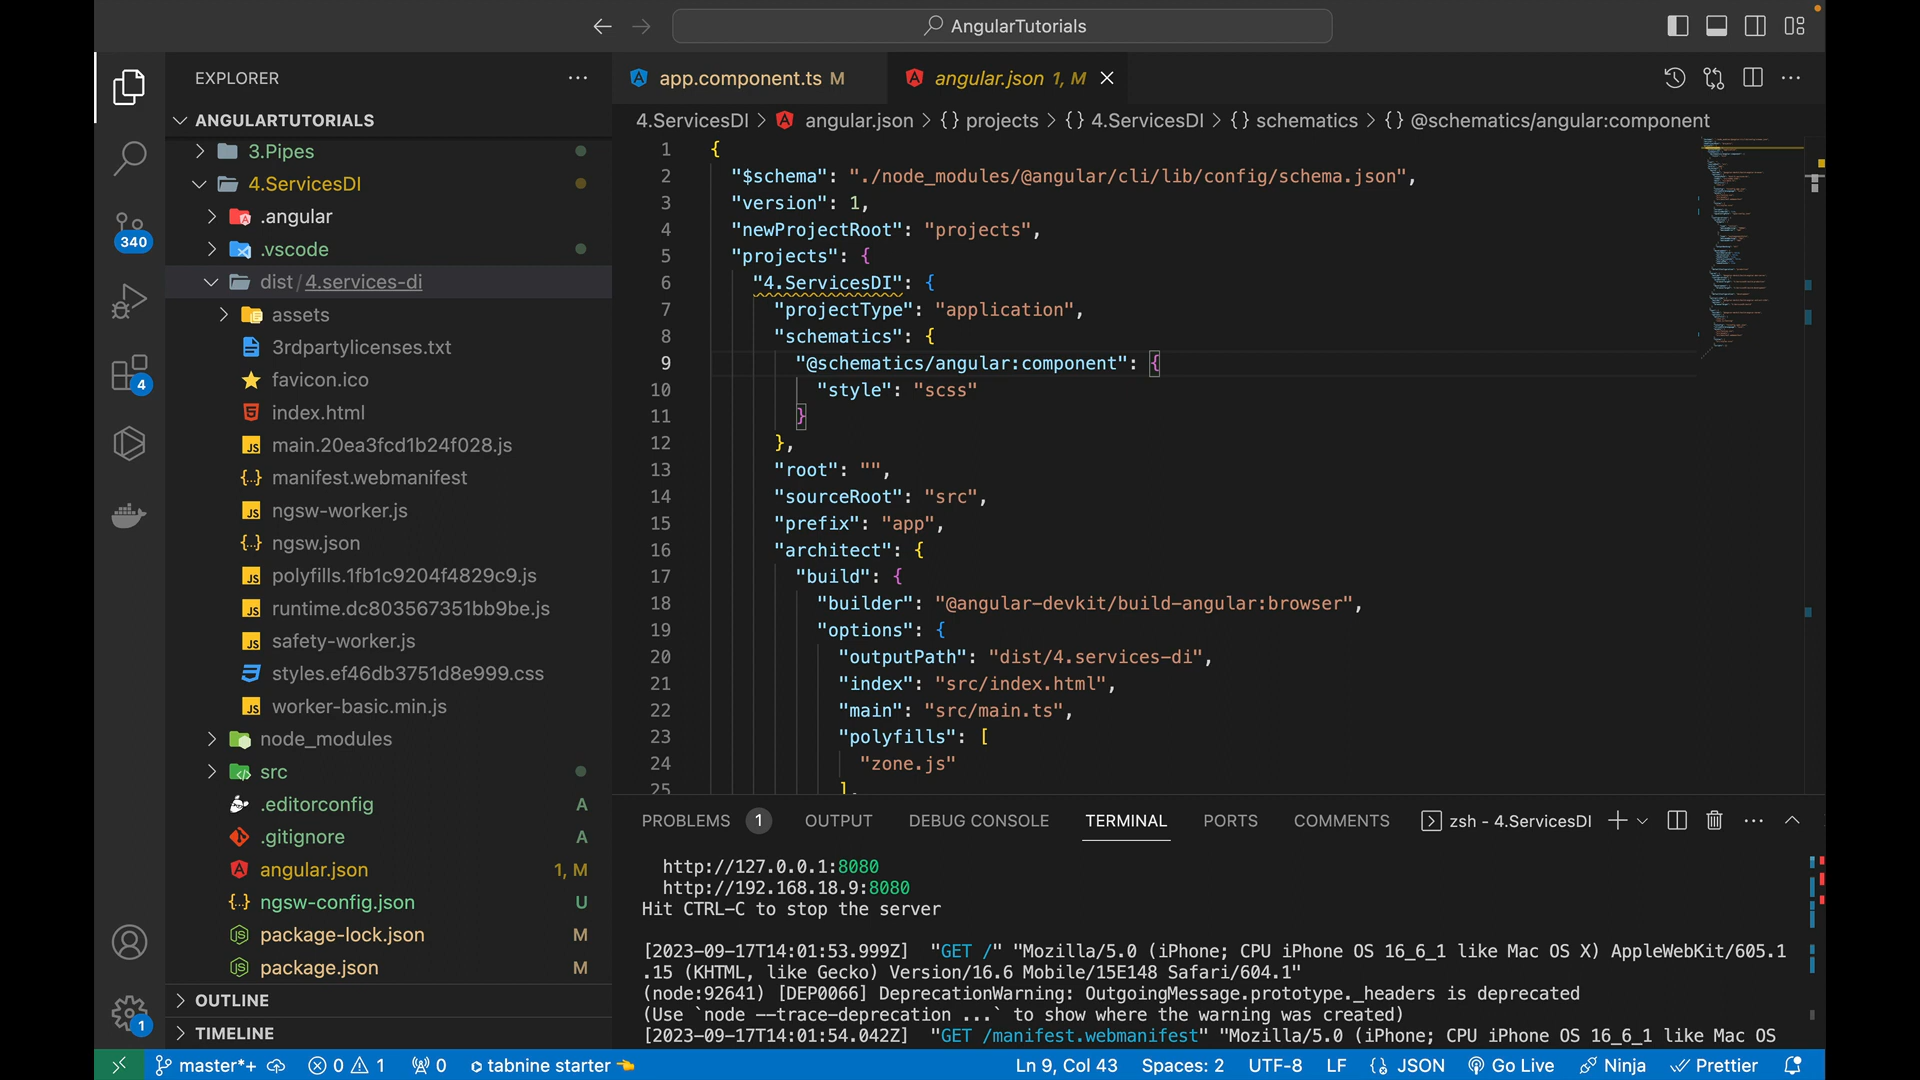 AngularTutorials
EXPLORER
ANGULARTUTORIALS
3.Pipes
4.ServicesDI
.angular
.vscode
dist/4.services-di
assets
3rdpartylicenses.txt
favicon.ico
index.html
main.20ea3fcd1b24f028.js
manifest.webmanifest
ngsw-worker.js
ngsw.json
polyfills.1fb1c9204f4829c9.js
runtime.dc803567351bb9be.js
safety-worker.js
styles.ef46db3751d8e999.css
worker-basic.min.js
node_modules
src
.editorconfig A
.gitignore A
angular.json 1, M
ngsw-config.json U
package-lock.json M
package.json M
OUTLINE
TIMELINE
340
4
1
app.component.ts M
angular.json 1, M
4.ServicesDI > angular.json > {} projects > {} 4.ServicesDI > {} schematics > {} @schematics/angular:component
1 {
2 "$schema": "./node_modules/@angular/cli/lib/config/schema.json",
3 "version": 1,
4 "newProjectRoot": "projects",
5 "projects": {
6 "4.ServicesDI": {
7 "projectType": "application",
8 "schematics": {
9 "@schematics/angular:component": {
10 "style": "scss"
11 }
12 },
13 "root": "",
14 "sourceRoot": "src",
15 "prefix": "app",
16 "architect": {
17 "build": {
18 "builder": "@angular-devkit/build-angular:browser",
19 "options": {
20 "outputPath": "dist/4.services-di",
21 "index": "src/index.html",
22 "main": "src/main.ts",
23 "polyfills": [
24 "zone.js"
25 ],
PROBLEMS 1 OUTPUT DEBUG CONSOLE TERMINAL PORTS COMMENTS zsh - 4.ServicesDI
http://127.0.0.1:8080
http://192.168.18.9:8080
Hit CTRL-C to stop the server
[2023-09-17T14:01:53.999Z] "GET /" "Mozilla/5.0 (iPhone; CPU iPhone OS 16_6_1 like Mac OS X) AppleWebKit/605.1
.15 (KHTML, like Gecko) Version/16.6 Mobile/15E148 Safari/604.1"
(node:92641) [DEP0066] DeprecationWarning: OutgoingMessage.prototype._headers is deprecated
(Use `node --trace-deprecation ...` to show where the warning was created)
[2023-09-17T14:01:54.042Z] "GET /manifest.webmanifest" "Mozilla/5.0 (iPhone; CPU iPhone OS 16_6_1 like Mac OS
master*+ 0 1 0 tabnine starter Ln 9, Col 43 Spaces: 2 UTF-8 LF {} JSON Go Live Ninja Prettier